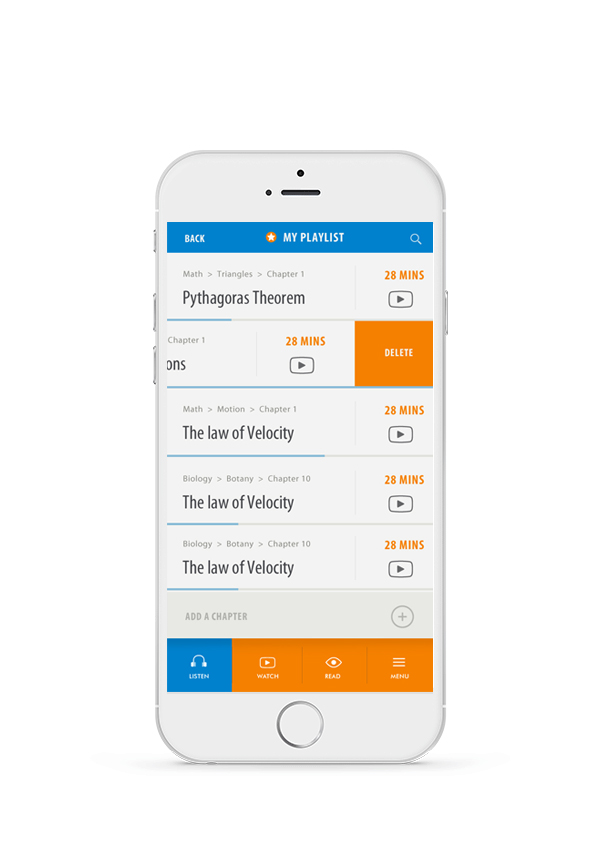 BACK
MY PLAYLIST
Math > Triangles > Chapter 1
28 MINS
Pythagoras Theorem
Chapter 1
28 MINS
ons
DELETE
Math > Motion > Chapter 1
28 MINS
The law of Velocity
Biology > Botany > Chapter 10
28 MINS
The law of Velocity
Biology > Botany > Chapter 10
28 MINS
The law of Velocity
ADD A CHAPTER
LISTEN
WATCH
READ
MENU